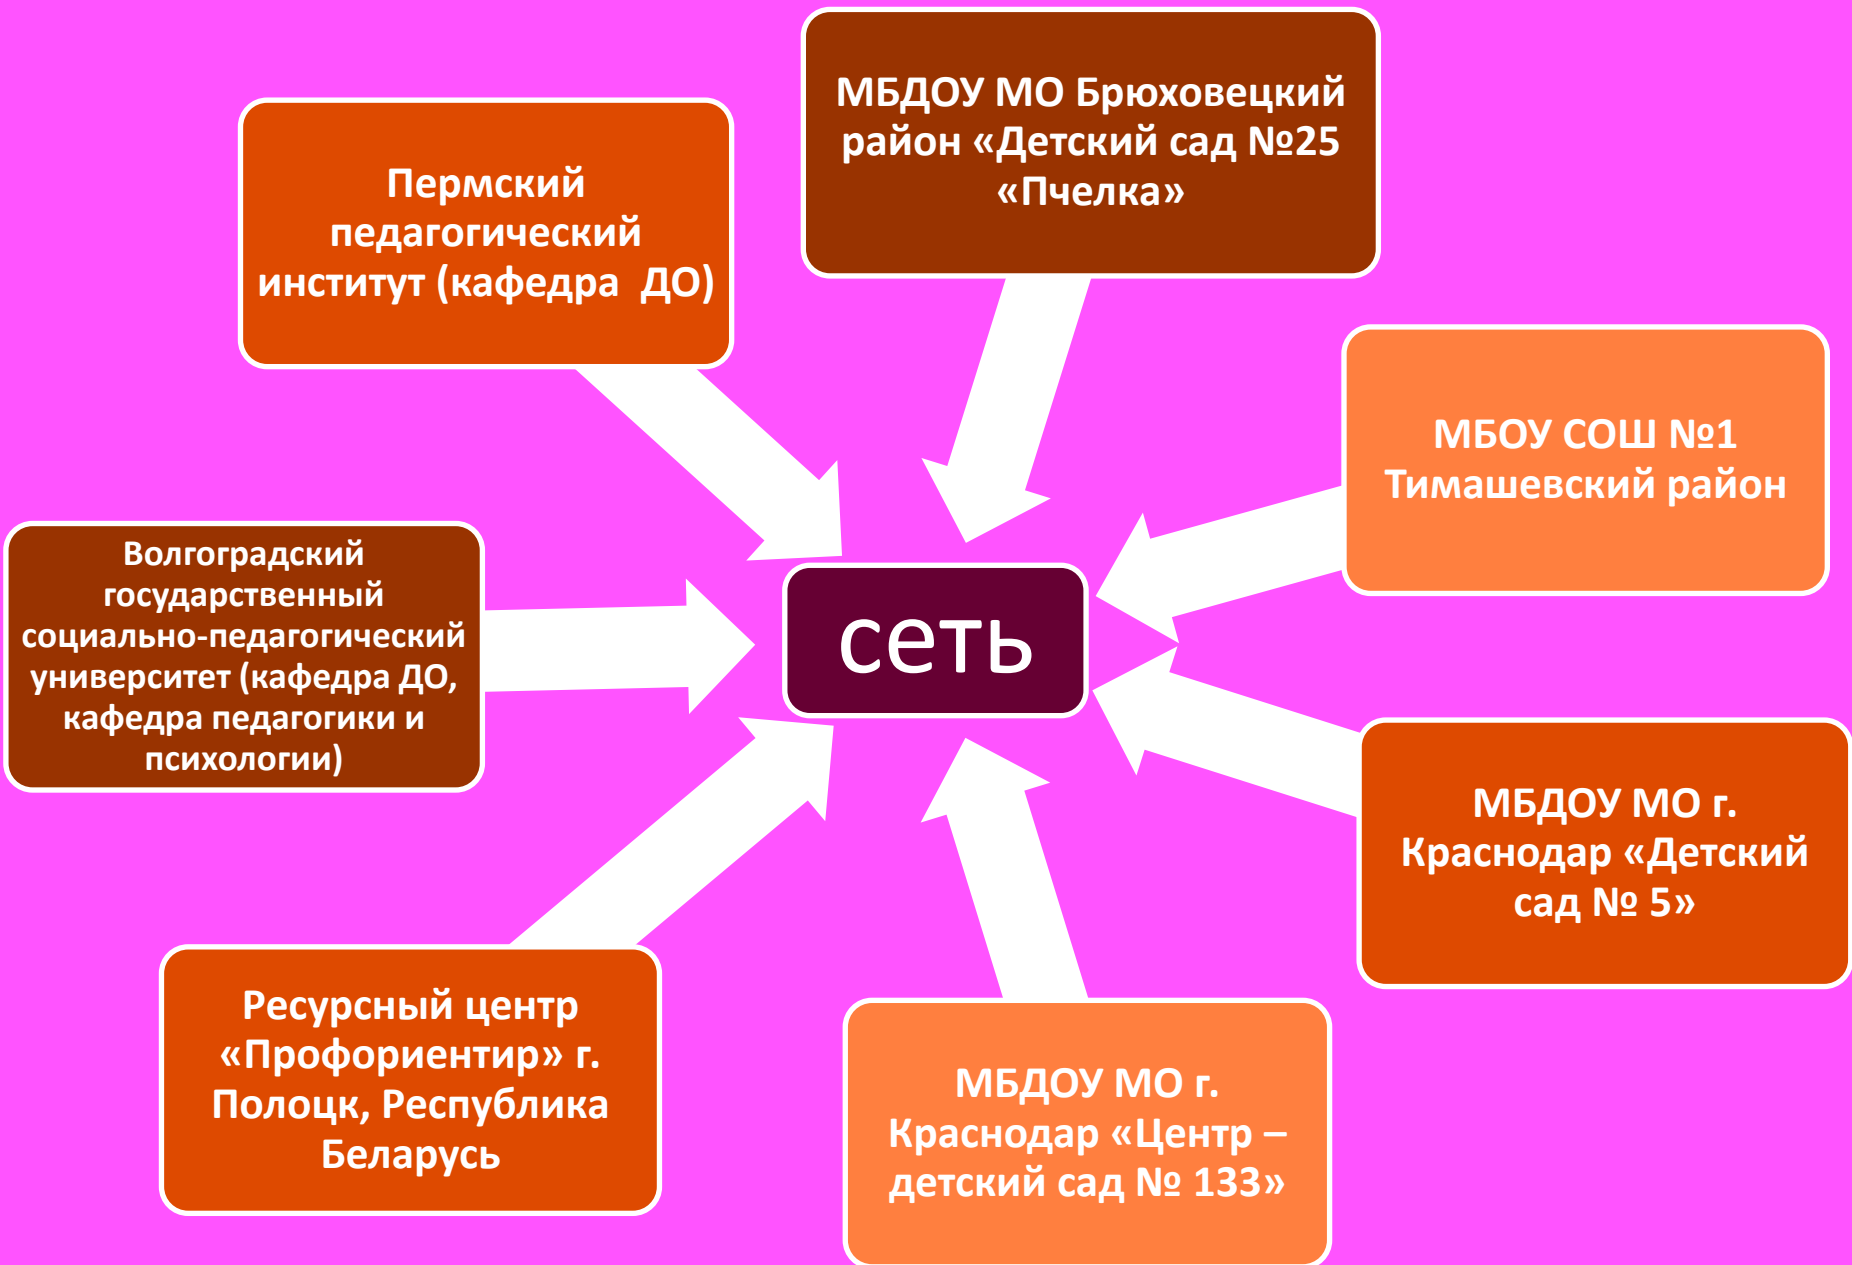 МБДОУ МО Брюховецкий
район «Детский сад №25
«Пчелка»
Пермский
педагогический
институт (кафедра ДО)
МБОУ СОШ №1
Тимашевский район
Волгоградский
государственный
социально-педагогический
университет (кафедра ДО,
кафедра педагогики и
психологии)
сеть
МБДОУ МО г.
Краснодар «Детский
сад № 5»
Ресурсный центр
«Профориентир» г.
Полоцк, Республика
Беларусь
МБДОУ МО г.
Краснодар «Центр –
детский сад № 133»